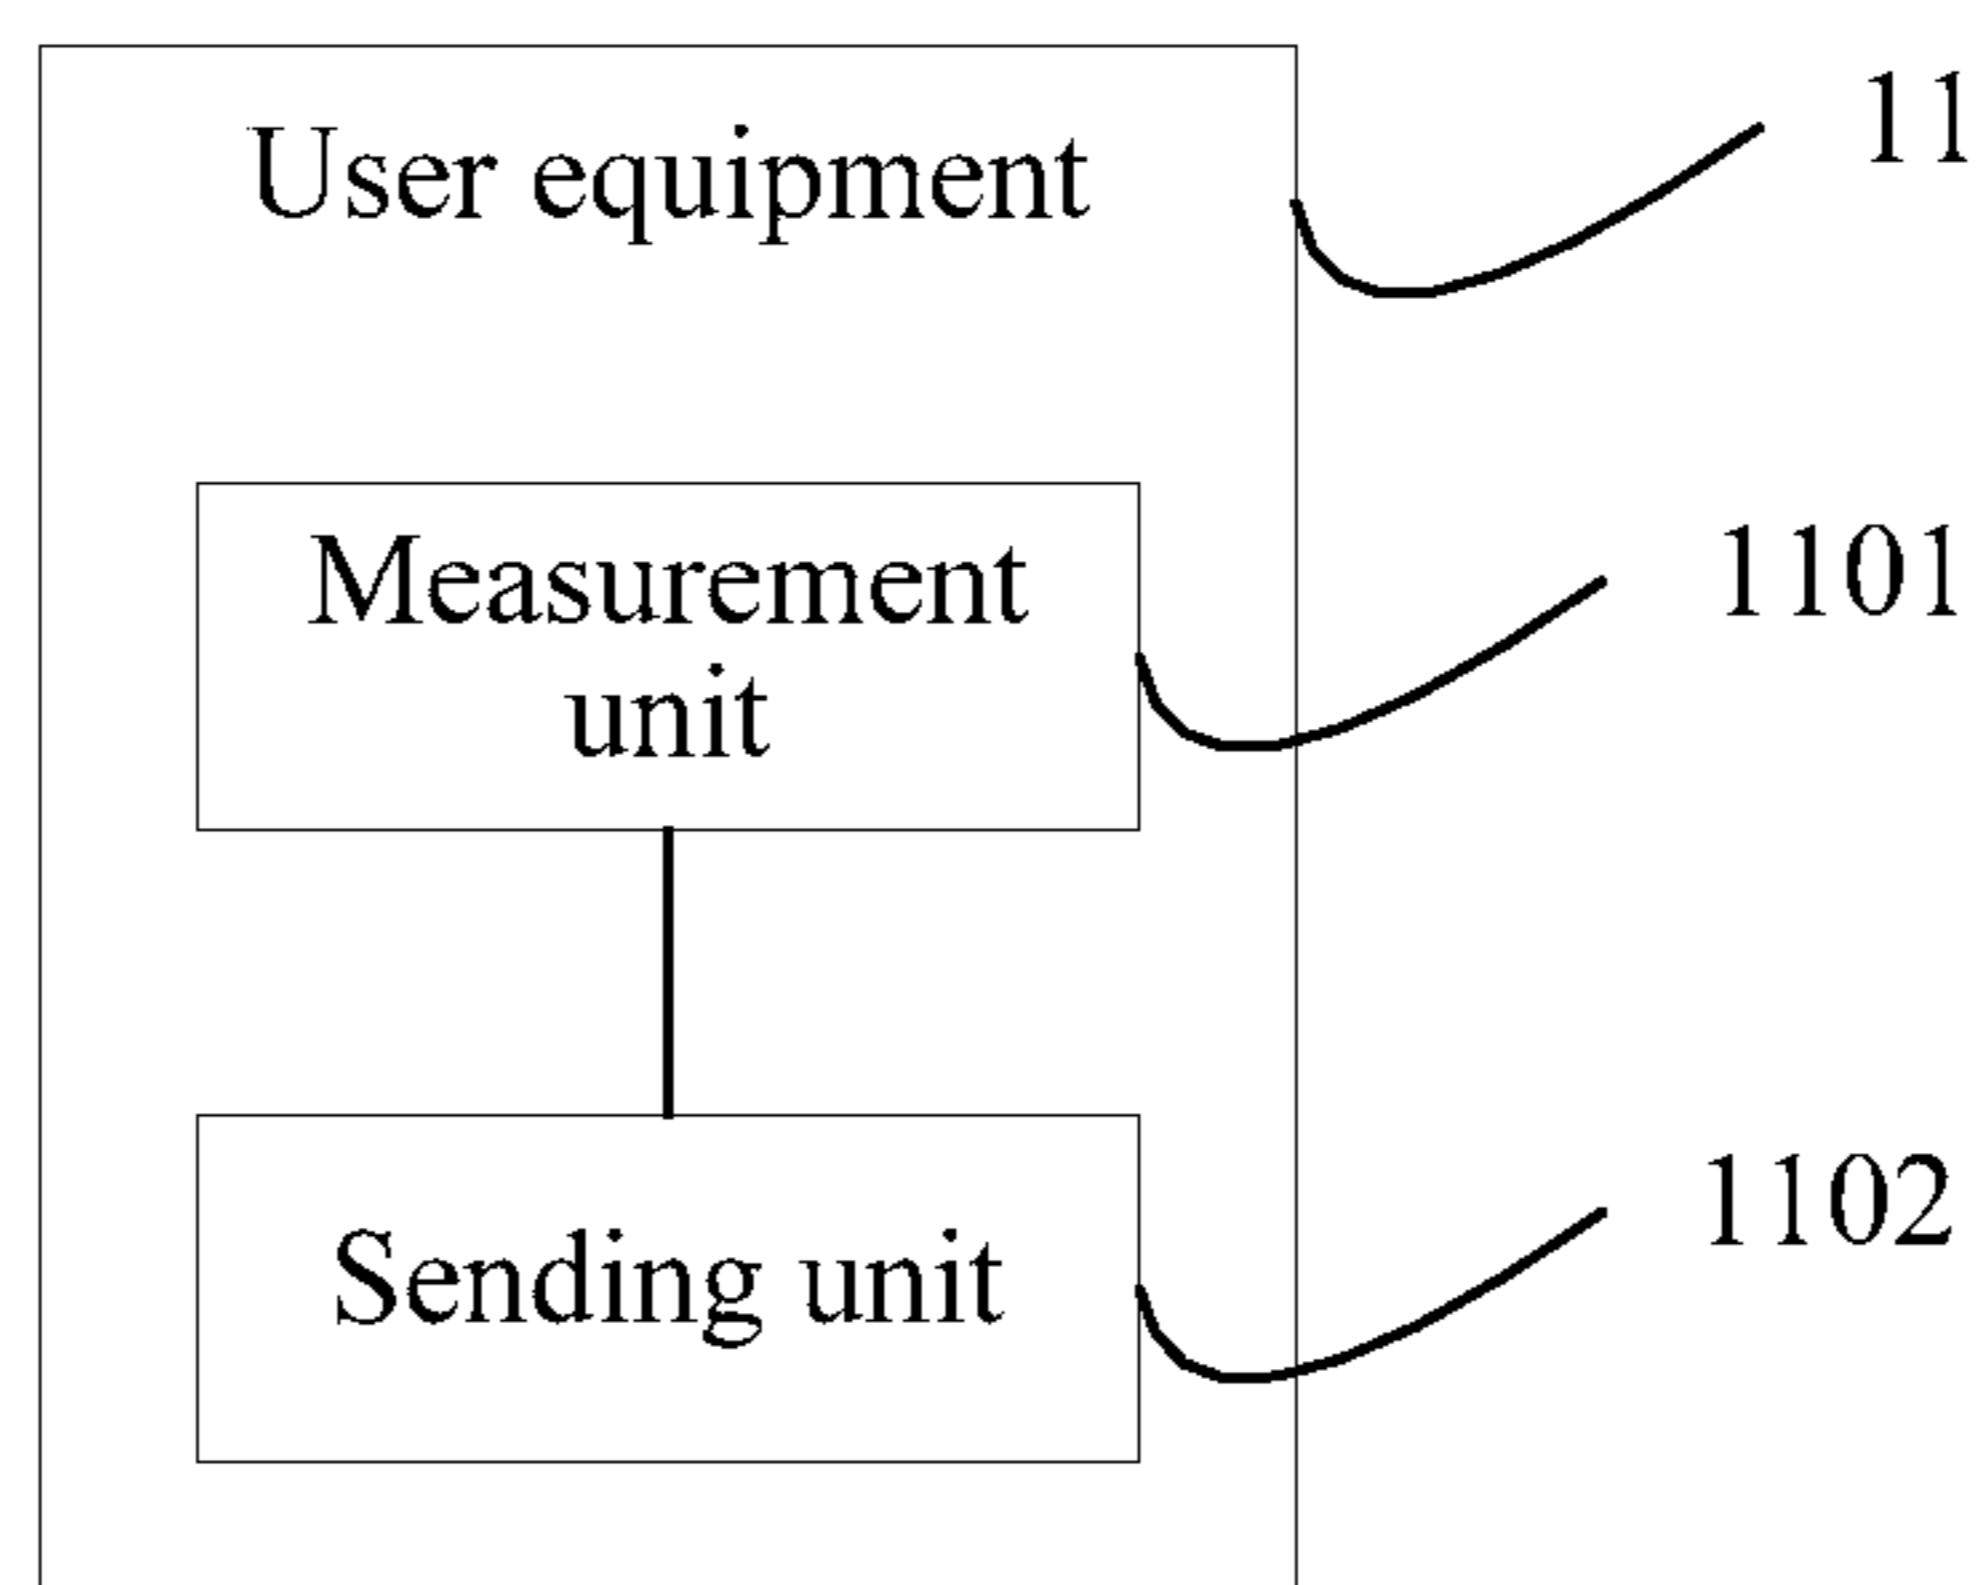 User equipment
11
Measurement
unit
1101
Sending unit
1102